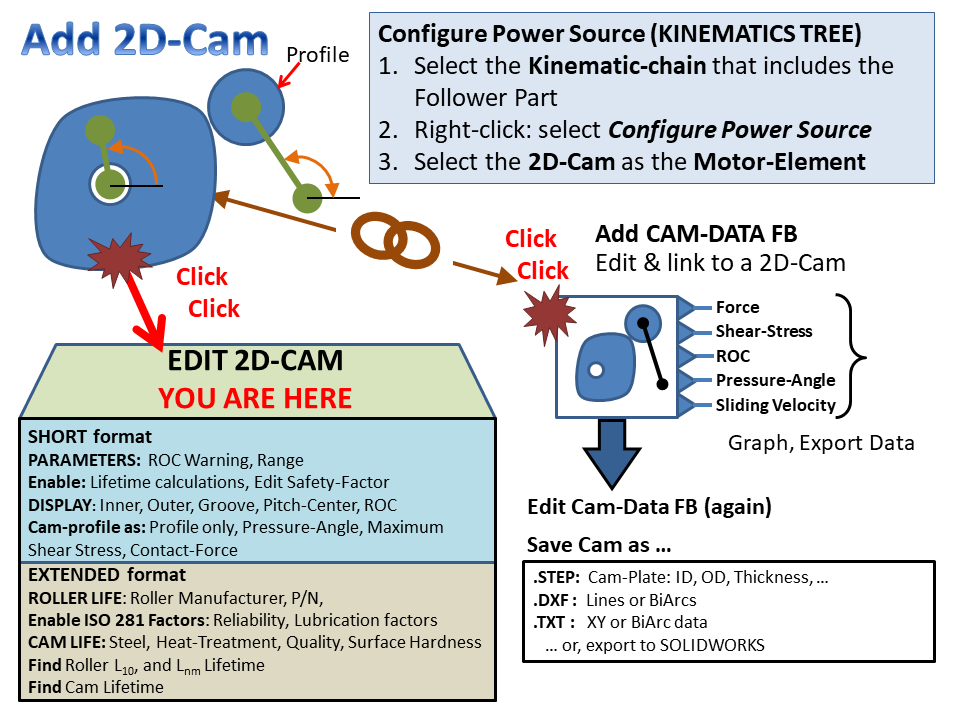 Add 2D-Cam
Profile
Configure Power Source (KINEMATICS TREE)
1. Select the Kinematic-chain that includes the
Follower Part
2. Right-click: select Configure Power Source
3. Select the 2D-Cam as the Motor-Element
Click
Click
Click
Click
Add CAM-DATA FB
Edit & link to a 2D-Cam
Force
Shear-Stress
ROC
Pressure-Angle
Sliding Velocity
Graph, Export Data
EDIT 2D-CAM
YOU ARE HERE
SHORT format
PARAMETERS: ROC Warning, Range
Enable: Lifetime calculations, Edit Safety-Factor
DISPLAY: Inner, Outer, Groove, Pitch-Center, ROC
Cam-profile as: Profile only, Pressure-Angle, Maximum
Shear Stress, Contact-Force
EXTENDED format
ROLLER LIFE: Roller Manufacturer, P/N,
Enable ISO 281 Factors: Reliability, Lubrication factors
CAM LIFE: Steel, Heat-Treatment, Quality, Surface Hardness
Find Roller L10, and Lnm Lifetime
Find Cam Lifetime
Edit Cam-Data FB (again)
Save Cam as ...
.STEP: Cam-Plate: ID, OD, Thickness, ...
.DXF : Lines or BiArcs
.TXT : XY or BiArc data
... or, export to SOLIDWORKS